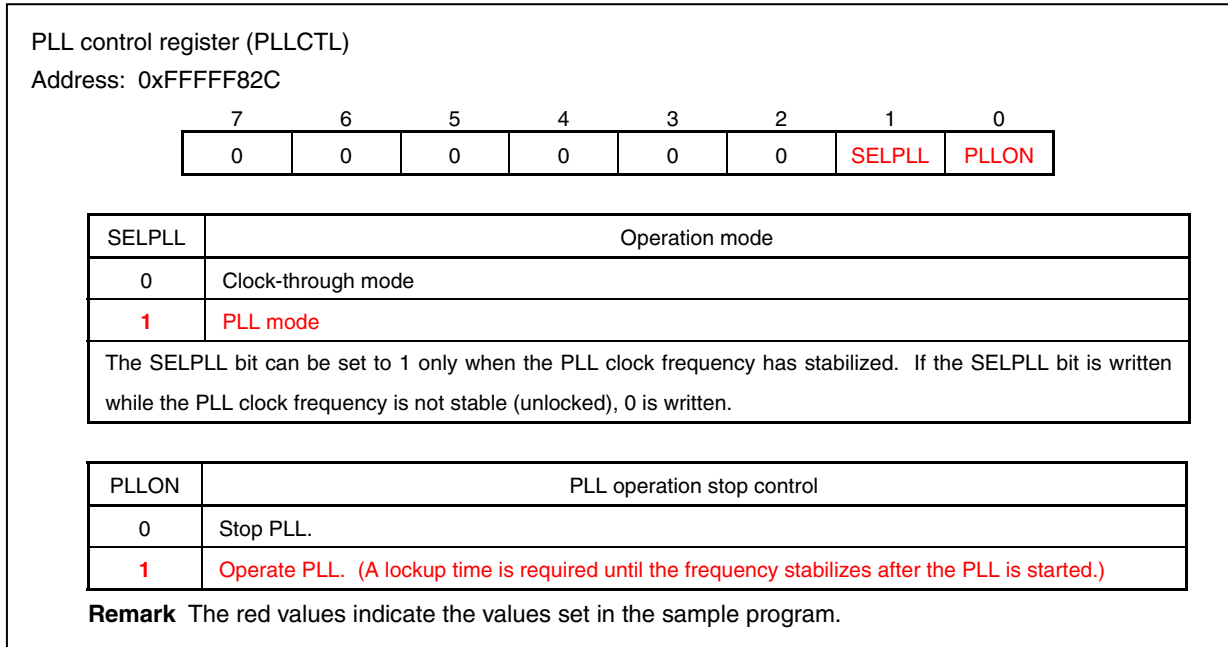 PLL control register (PLLCTL)
Address: 0xFFFFF82C
7 6 5 4 3 2 1 0
0 0 0 0 0 0 SELPLL PLLON
SELPLL Operation mode
0 Clock-through mode
1 PLL mode
The SELPLL bit can be set to 1 only when the PLL clock frequency has stabilized. If the SELPLL bit is written
while the PLL clock frequency is not stable (unlocked), 0 is written.
PLLON PLL operation stop control
0 Stop PLL.
1 Operate PLL. (A lockup time is required until the frequency stabilizes after the PLL is started.)
Remark The red values indicate the values set in the sample program.